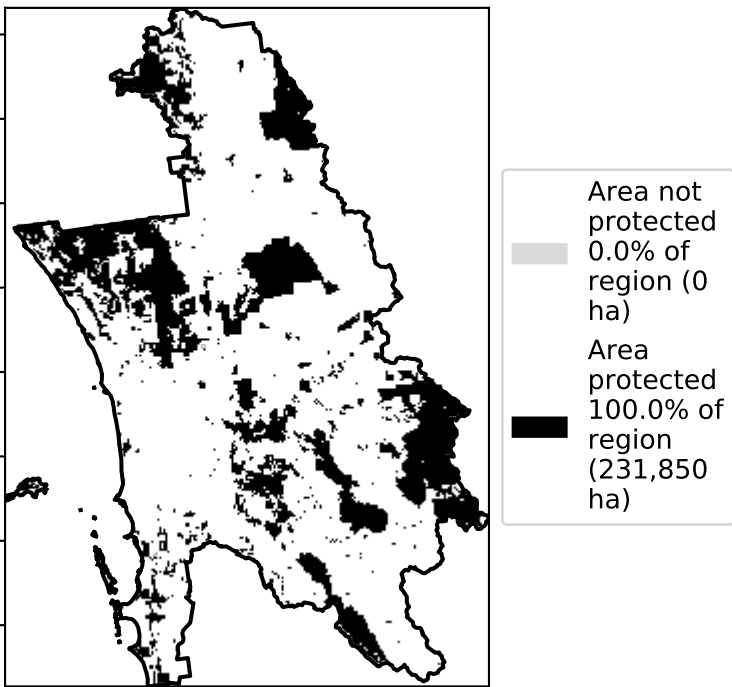 Area not
protected
0.0% of
region (0
ha)
Area
protected
100.0% of
region
(231,850
ha)